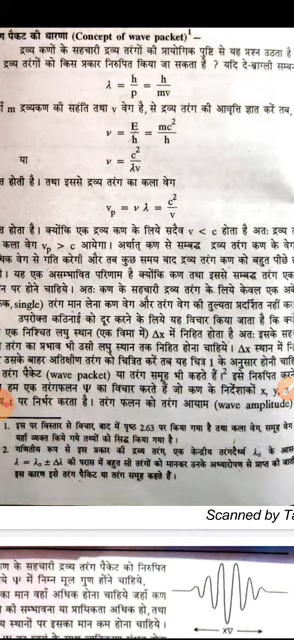 पैकट की धारणा (Concept of wave packet)¹—
द्रव्य कणों के सहचारी द्रव्य तरंगों की प्रायोगिक पुष्टि से यह प्रश्न उठता है
द्रव्य तरंगों को किस प्रकार निरुपित किया जा सकता है ? यदि दे-ब्राग्ली सम्बन
λ = h/p = h/mv
m द्रव्यकण की संहति तथा v वेग है, से द्रव्य तरंग की आवृत्ति ज्ञात करें तब,
ν = E/h = mc²/h
या ν = c²/λv
त होती है। तथा इससे द्रव्य तरंग का कला वेग
v_p = ν λ = c²/v
त होता है। क्योंकि एक द्रव्य कण के लिये सदैव v < c होता है अतः द्रव्य त
कला वेग v_p > c आयेगा। अर्थात् कण से सम्बद्ध द्रव्य तरंग कण के वेग
धिक वेग से गति करेगी और तब कुछ समय बाद द्रव्य तरंग कण को बहुत पीछे
ी। यह एक असम्भावित परिणाम है क्योंकि कण तथा इससे सम्बद्ध तरंग एक
न पर होने चाहिये। अतः कण के सहचारी द्रव्य तरंग के लिये केवल एक अके
क, single) तरंग मान लेना कण वेग और तरंग वेग की तुल्यता प्रदर्शित नहीं क
उपरोक्त कठिनाई को दूर करने के लिये यह विचार किया जाता है कि
एक निश्चित लघु स्थान (एक विमा में) Δx में निहित होता है अतः इसके सह
तरंग का प्रभाव भी उसी लघु स्थान तक निहित होना चाहिये। Δx स्थान में
उसके बाहर अतिक्षीण तरंग को चित्रित करें तब यह चित्र 1 के अनुसार होनी चाहि
तरंग पैकेट (wave packet) या तरंग समूह भी कहते हैं।² इसे निरुपित कर
हम एक तरंगफलन Ψ का विचार करते हैं जो कण के निर्देशांकों x, y,
t पर निर्भर करता है। तरंग फलन को तरंग आयाम (wave amplitude)
1. इस पर विस्तार से विचार, बाद में पृष्ठ 2.63 पर किया गया है तथा कला वेग, समूह वेग
यहाँ व्यक्त किये गये तथ्यों को सिद्ध किया गया है।
2. गणितीय रूप से इस प्रकार की द्रव्य तरंग, एक केन्द्रीय तरंगदैर्ध्य λ₀ के आस
λ = λ₀ ± Δλ की परास में बहुत सी तरंगों को मानकर उनके अध्यारोपण से प्राप्त की जात
इस कारण इसे तरंग पैकिट या तरंग समूह कहते हैं।
Scanned by Ta
कण के सहचारी द्रव्य तरंग पैकेट को निरुपित
ये Ψ में निम्न मूल गुण होने चाहिये,
का मान वहाँ अधिक होना चाहिये जहाँ कण
की सम्भावना या प्रायिकता अधिक हो, तथा
य स्थानों पर इसका मान कम होना चाहिये।